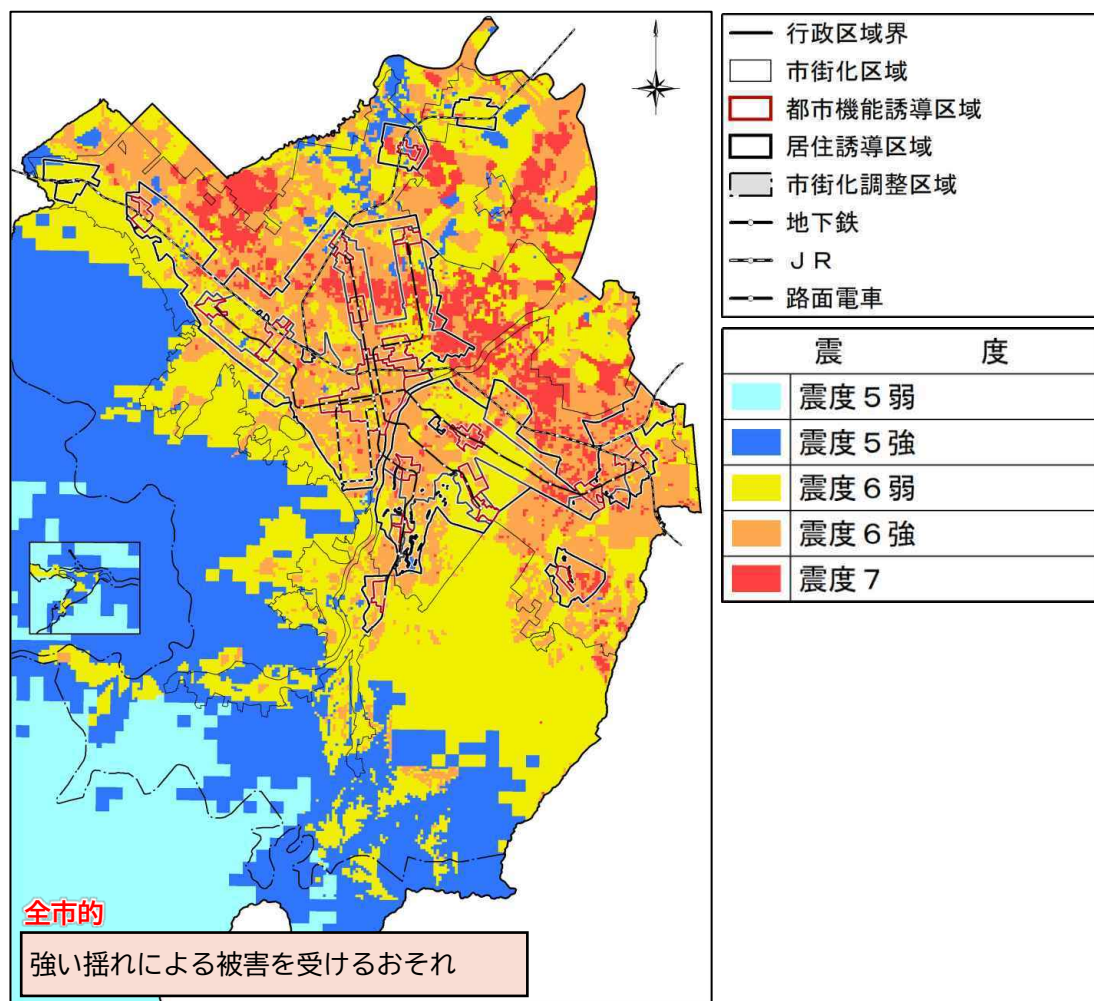 行政区域界
市街化区域
都市機能誘導区域
居住誘導区域
市街化調整区域
地下鉄
ＪＲ
路面電車
震　度
震度５弱
震度５強
震度６弱
震度６強
震度７
全市的
強い揺れによる被害を受けるおそれ